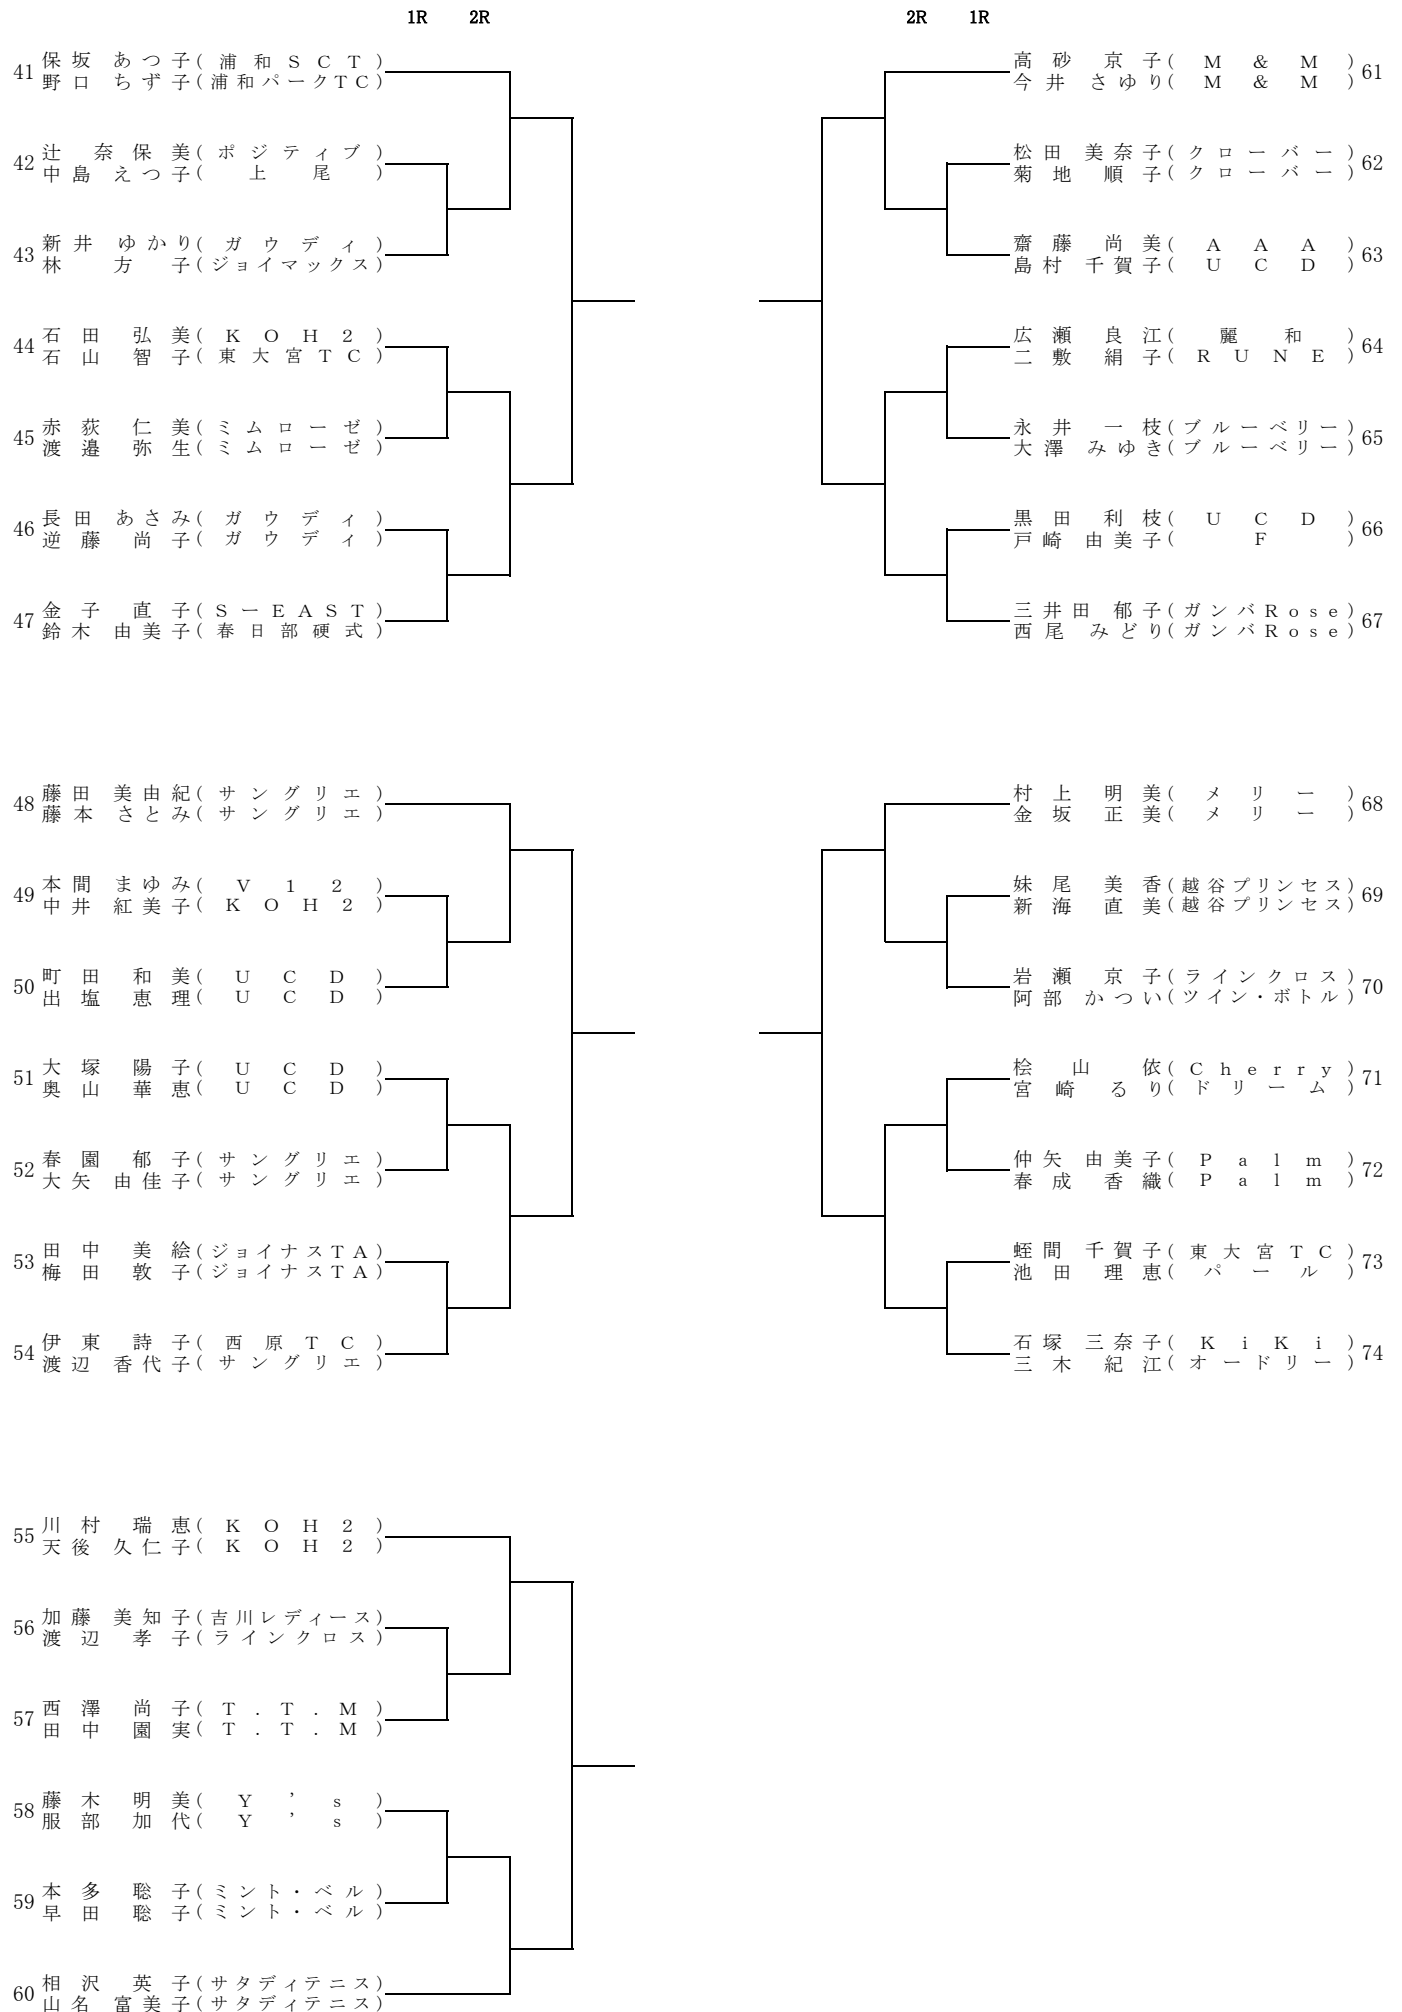 1R 2R
41 保坂 あつ子(浦和SCT)
野口 ちず子(浦和パークTC)
42 辻 奈保美(ポジティブ)
中島 えつ子(上尾)
43 新井 ゆかり(ガウディ)
林 方子(ジョイマックス)
44 石田 弘美(KOH2)
石山 智子(東大宮TC)
45 赤荻 仁美(ミムローゼ)
渡邉 弥生(ミムローゼ)
46 長田 あさみ(ガウディ)
逆藤 尚子(ガウディ)
47 金子 直子(SーEAST)
鈴木 由美子(春日部硬式)
48 藤田 美由紀(サングリエ)
藤本 さとみ(サングリエ)
49 本間 まゆみ(V12)
中井 紅美子(KOH2)
50 町田 和美(UCD)
出塩 恵理(UCD)
51 大塚 陽子(UCD)
奥山 華恵(UCD)
52 春園 郁子(サングリエ)
大矢 由佳子(サングリエ)
53 田中 美絵(ジョイナスTA)
梅田 敦子(ジョイナスTA)
54 伊東 詩子(西原TC)
渡辺 香代子(サングリエ)
55 川村 瑞恵(KOH2)
天後 久仁子(KOH2)
56 加藤 美知子(吉川レディース)
渡辺 孝子(ラインクロス)
57 西澤 尚子(T.T.M)
田中 園実(T.T.M)
58 藤木 明美(Y’s)
服部 加代(Y’s)
59 本多 聡子(ミント・ベル)
早田 聡子(ミント・ベル)
60 相沢 英子(サタディテニス)
山名 富美子(サタディテニス)
2R 1R
高砂 京子(M&M) 61
今井 さゆり(M&M)
松田 美奈子(クローバー) 62
菊地 順子(クローバー)
齋藤 尚美(AAA) 63
島村 千賀子(UCD)
広瀬 良江(麗和) 64
二敷 絹子(RUNE)
永井 一枝(ブルーベリー) 65
大澤 みゆき(ブルーベリー)
黒田 利枝(UCD) 66
戸崎 由美子(F)
三井田 郁子(ガンバRose) 67
西尾 みどり(ガンバRose)
村上 明美(メリー) 68
金坂 正美(メリー)
妹尾 美香(越谷プリンセス) 69
新海 直美(越谷プリンセス)
岩瀬 京子(ラインクロス) 70
阿部 かつい(ツイン・ボトル)
桧山 依(Cherry) 71
宮崎 るり(ドリーム)
仲矢 由美子(Palm) 72
春成 香織(Palm)
蛭間 千賀子(東大宮TC) 73
池田 理恵(パール)
石塚 三奈子(KiKi) 74
三木 紀江(オードリー)